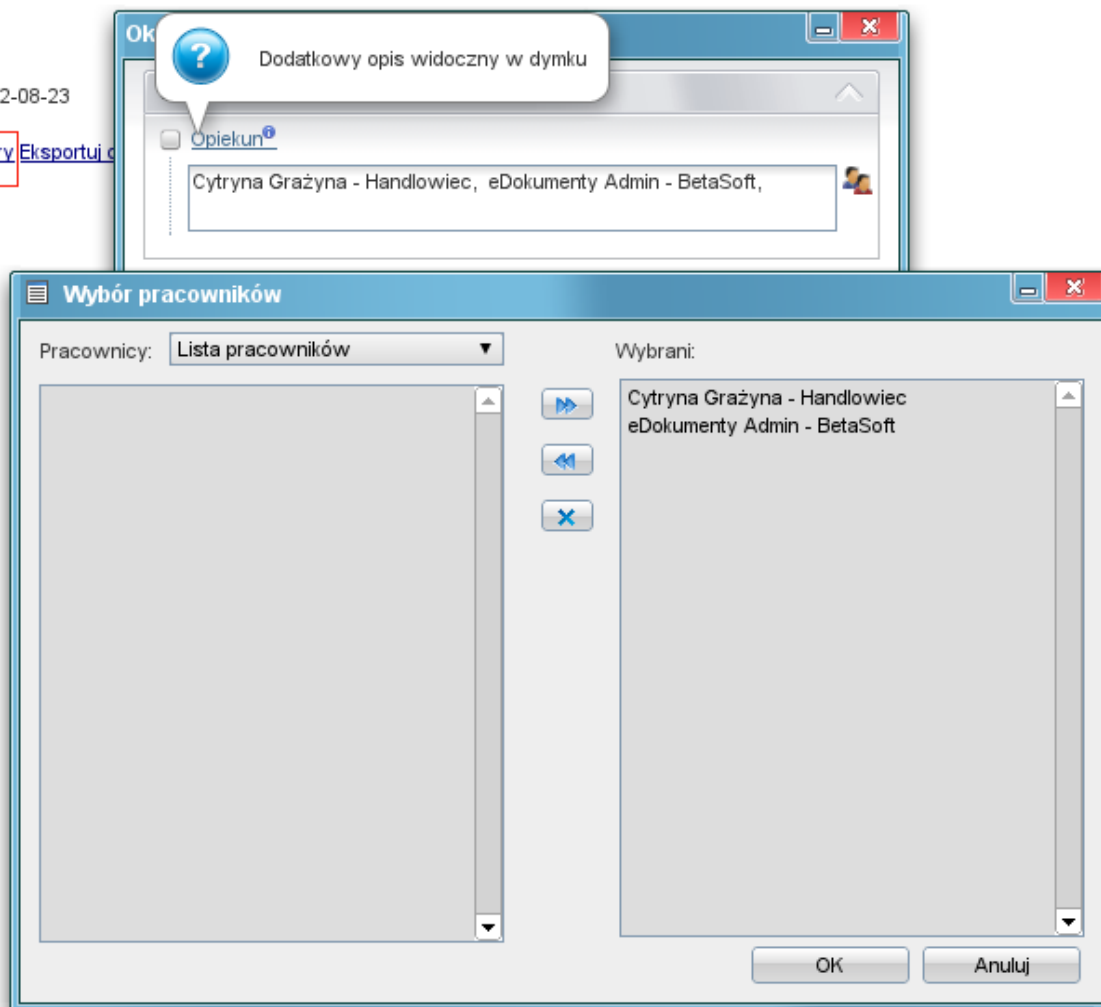 Ok
Dodatkowy opis widoczny w dymku
2-08-23
ry Eksportuj
Opiekun
Cytryna Grażyna - Handlowiec, eDokumenty Admin - BetaSoft,
Wybór pracowników
Pracownicy: Lista pracowników
Wybrani:
Cytryna Grażyna - Handlowiec
eDokumenty Admin - BetaSoft
OK
Anuluj